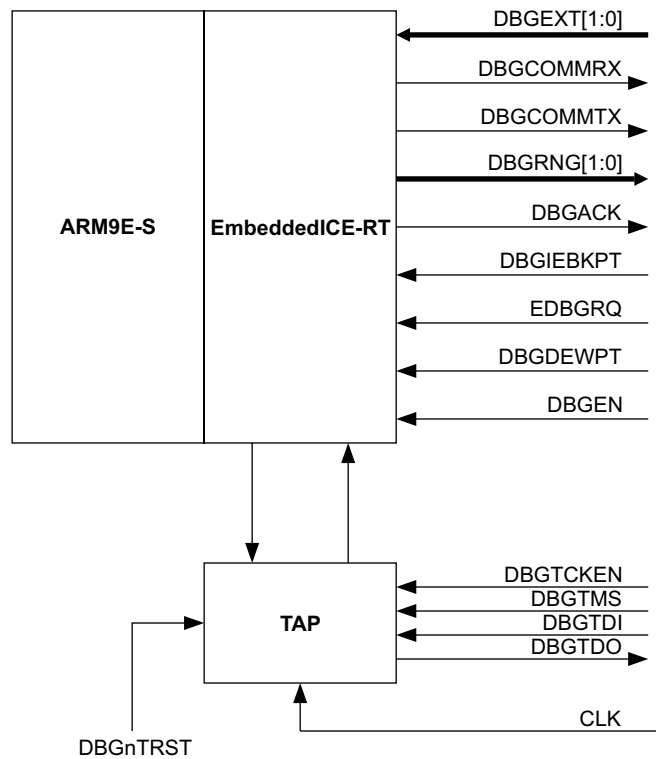 DBGEXT[1:0]
DBGCOMMRX
DBGCOMMTX
DBGRNG[1:0]
ARM9E-S
EmbeddedICE-RT
DBGACK
DBGIEBKPT
EDBGRQ
DBGDEWPT
DBGEN
DBGTCKEN
DBGTMS
TAP
DBGTDI
DBGTDO
CLK
DBGnTRST